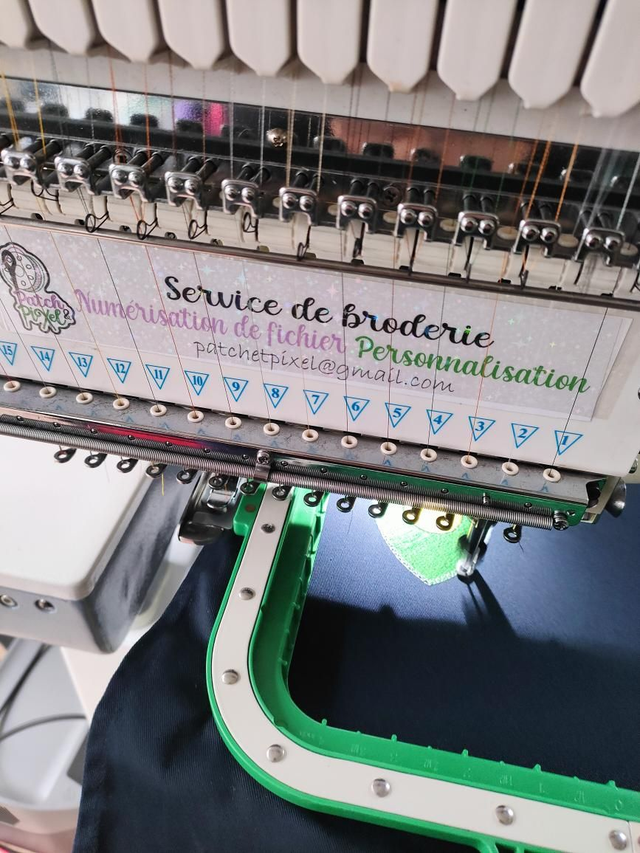 Patch &
PiXel
Service de broderie
Numérisation de fichier Personnalisation
patchetpixel@gmail.com
15 14 13 12 11 10 9 8 7 6 5 4 3 2 1